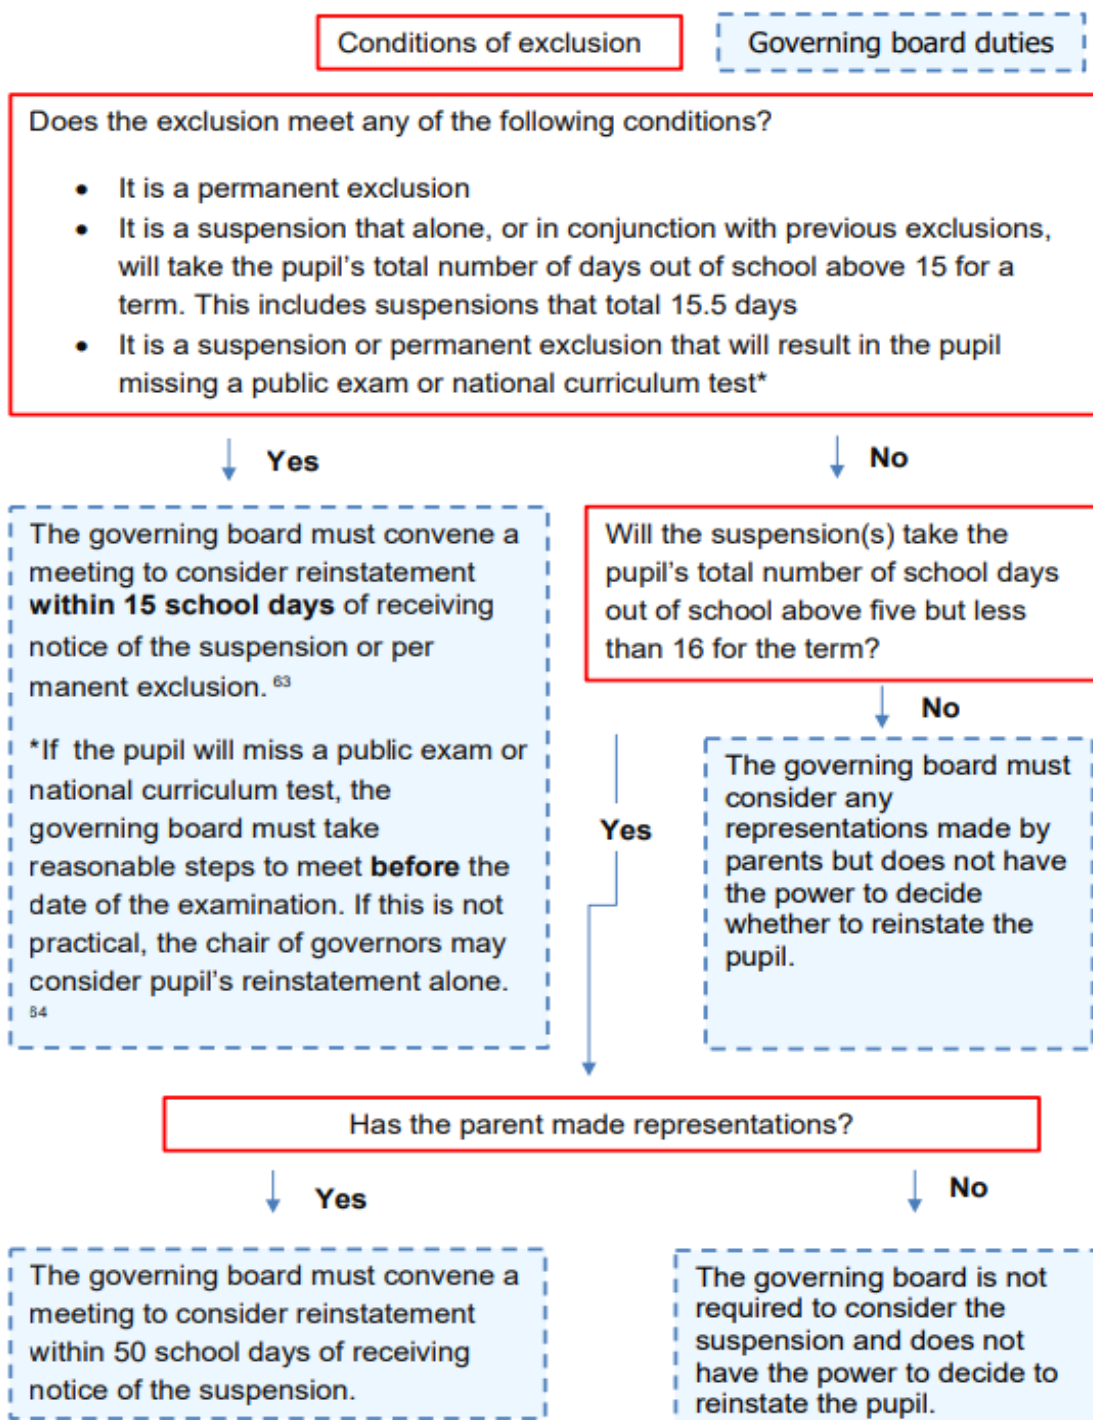 Conditions of exclusion
Governing board duties
Does the exclusion meet any of the following conditions?
• It is a permanent exclusion
• It is a suspension that alone, or in conjunction with previous exclusions,
will take the pupil’s total number of days out of school above 15 for a
term. This includes suspensions that total 15.5 days
• It is a suspension or permanent exclusion that will result in the pupil
missing a public exam or national curriculum test*
Yes
No
The governing board must convene a
meeting to consider reinstatement
within 15 school days of receiving
notice of the suspension or per
manent exclusion. 63
*If the pupil will miss a public exam or
national curriculum test, the
governing board must take
reasonable steps to meet before the
date of the examination. If this is not
practical, the chair of governors may
consider pupil’s reinstatement alone.
64
Will the suspension(s) take the
pupil’s total number of school days
out of school above five but less
than 16 for the term?
No
Yes
The governing board must
consider any
representations made by
parents but does not have
the power to decide
whether to reinstate the
pupil.
Has the parent made representations?
Yes
No
The governing board must convene a
meeting to consider reinstatement
within 50 school days of receiving
notice of the suspension.
The governing board is not
required to consider the
suspension and does not
have the power to decide to
reinstate the pupil.